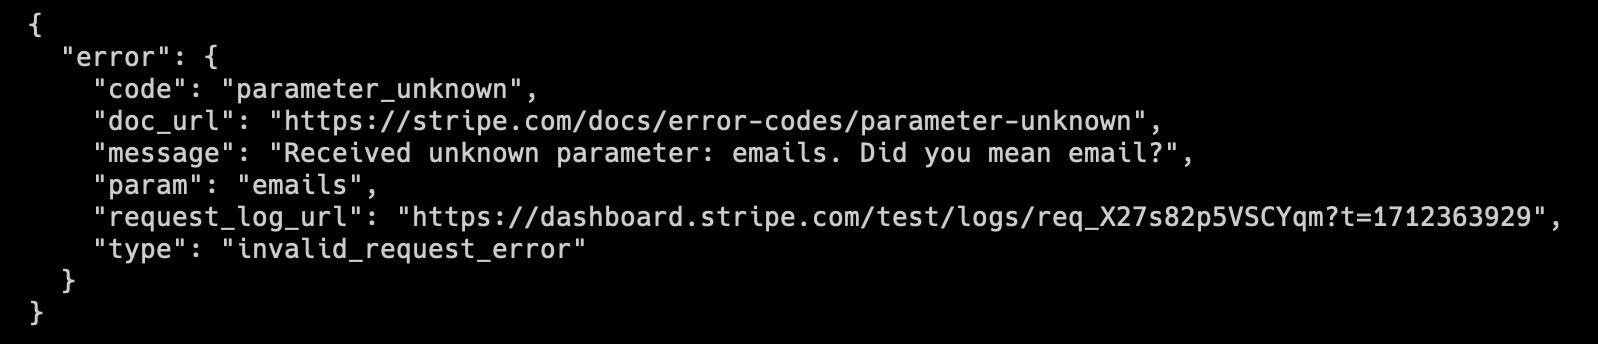 {
  "error": {
    "code": "parameter_unknown",
    "doc_url": "https://stripe.com/docs/error-codes/parameter-unknown",
    "message": "Received unknown parameter: emails. Did you mean email?",
    "param": "emails",
    "request_log_url": "https://dashboard.stripe.com/test/logs/req_X27s82p5VSCYqm?t=1712363929",
    "type": "invalid_request_error"
  }
}